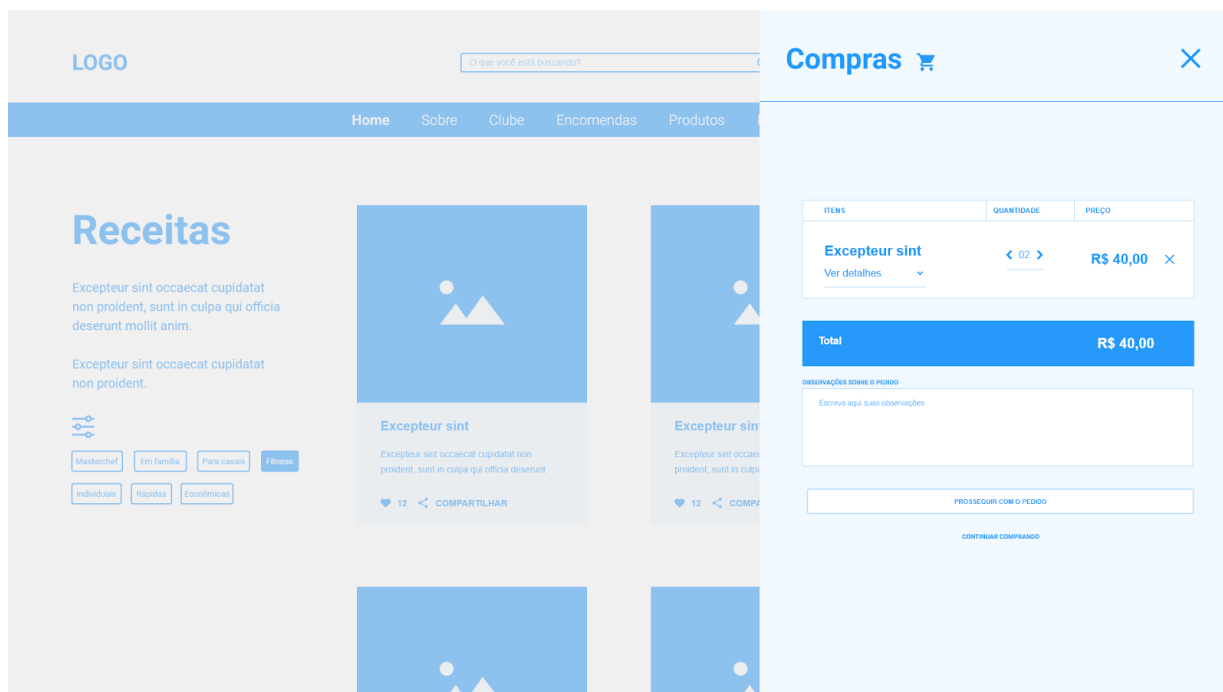 LOGO
O que você está buscando?
Compras
Home Sobre Clube Encomendas Produtos
Receitas
Excepteur sint occaecat cupidatat
non proident, sunt in culpa qui officia
deserunt mollit anim.
Excepteur sint occaecat cupidatat
non proident.
Masterchef Em família Para casais Fitness
Individuais Rápidas Econômicas
Excepteur sint
Excepteur sint occaecat cupidatat non
proident, sunt in culpa qui officia deserunt
12 COMPARTILHAR
Excepteur sin
Excepteur sint occae
proident, sunt in culpa
12 COMPA
ITENS QUANTIDADE PREÇO
Excepteur sint
Ver detalhes
02
R$ 40,00
Total R$ 40,00
OBSERVAÇÕES SOBRE O PEDIDO
Escreva aqui suas observações
PROSSEGUIR COM O PEDIDO
CONTINUAR COMPRANDO